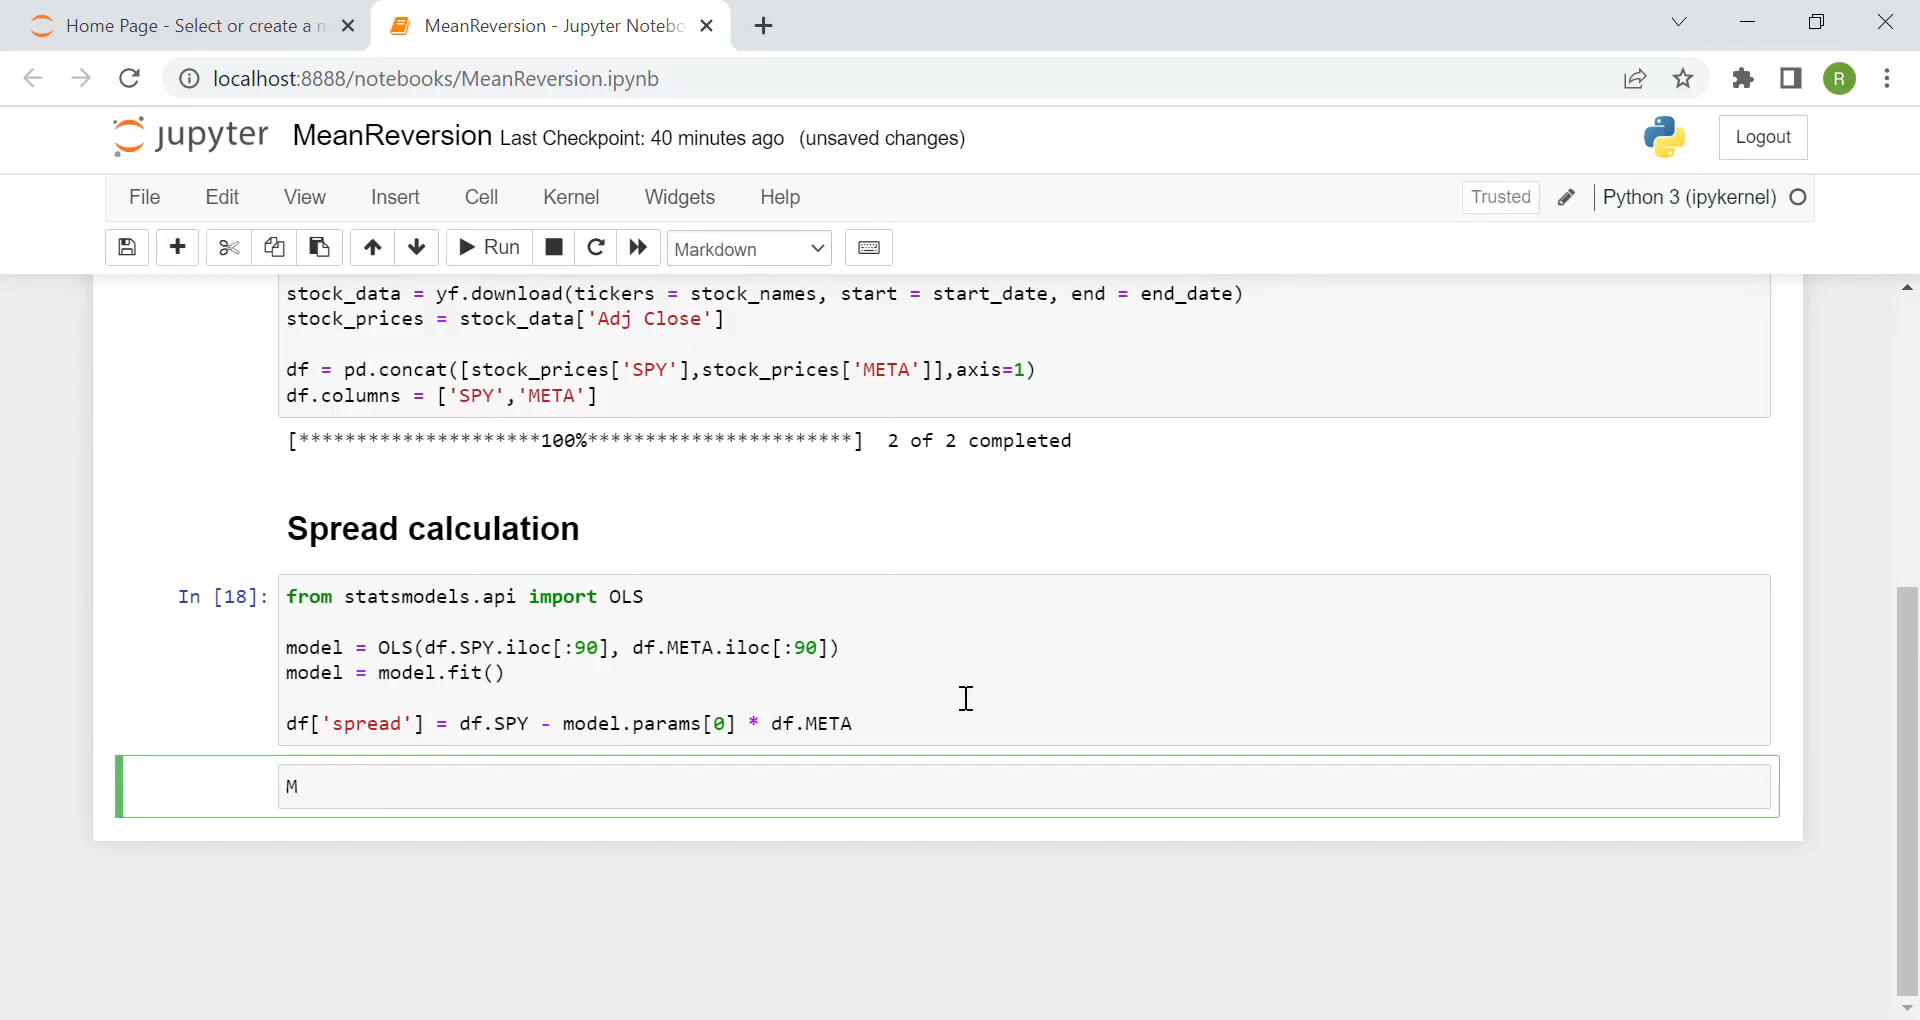 Home Page - Select or create a n
MeanReversion - Jupyter Notebo
localhost:8888/notebooks/MeanReversion.ipynb
R
jupyter MeanReversion Last Checkpoint: 40 minutes ago (unsaved changes)
Logout
File Edit View Insert Cell Kernel Widgets Help
Trusted
Python 3 (ipykernel)
Run
Markdown
stock_data = yf.download(tickers = stock_names, start = start_date, end = end_date)
stock_prices = stock_data['Adj Close']
df = pd.concat([stock_prices['SPY'],stock_prices['META']],axis=1)
df.columns = ['SPY','META']
[*********************100%***********************]  2 of 2 completed
Spread calculation
In [18]:
from statsmodels.api import OLS
model = OLS(df.SPY.iloc[:90], df.META.iloc[:90])
model = model.fit()
df['spread'] = df.SPY - model.params[0] * df.META
M